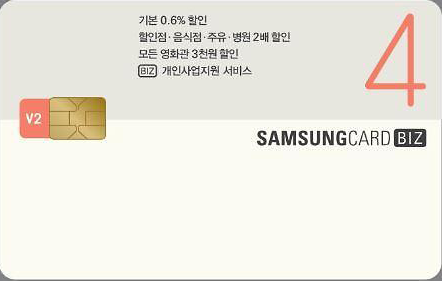 기본 0.6% 할인
할인점·음식점·주유·병원 2배 할인
모든 영화관 3천원 할인
BIZ 개인사업지원 서비스
4
V2
SAMSUNGCARD BIZ